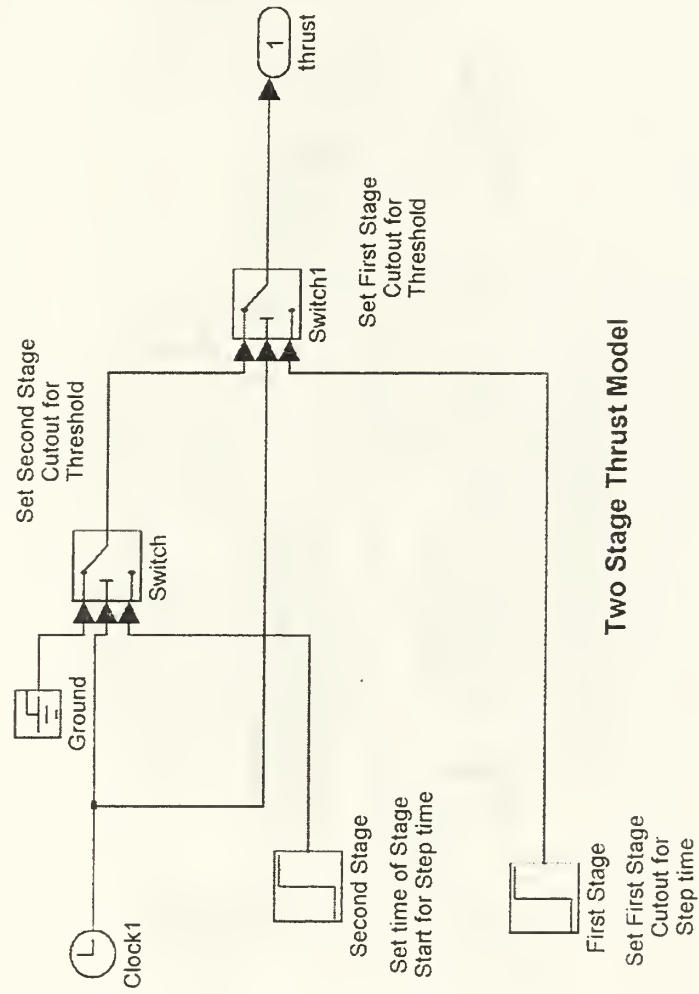 Clock1
Ground
Set Second Stage
Cutout for
Threshold
Switch
Second Stage
Set time of Stage
Start for Step time
Switch1
Set First Stage
Cutout for
Threshold
1
thrust
First Stage
Set First Stage
Cutout for
Step time
Two Stage Thrust Model